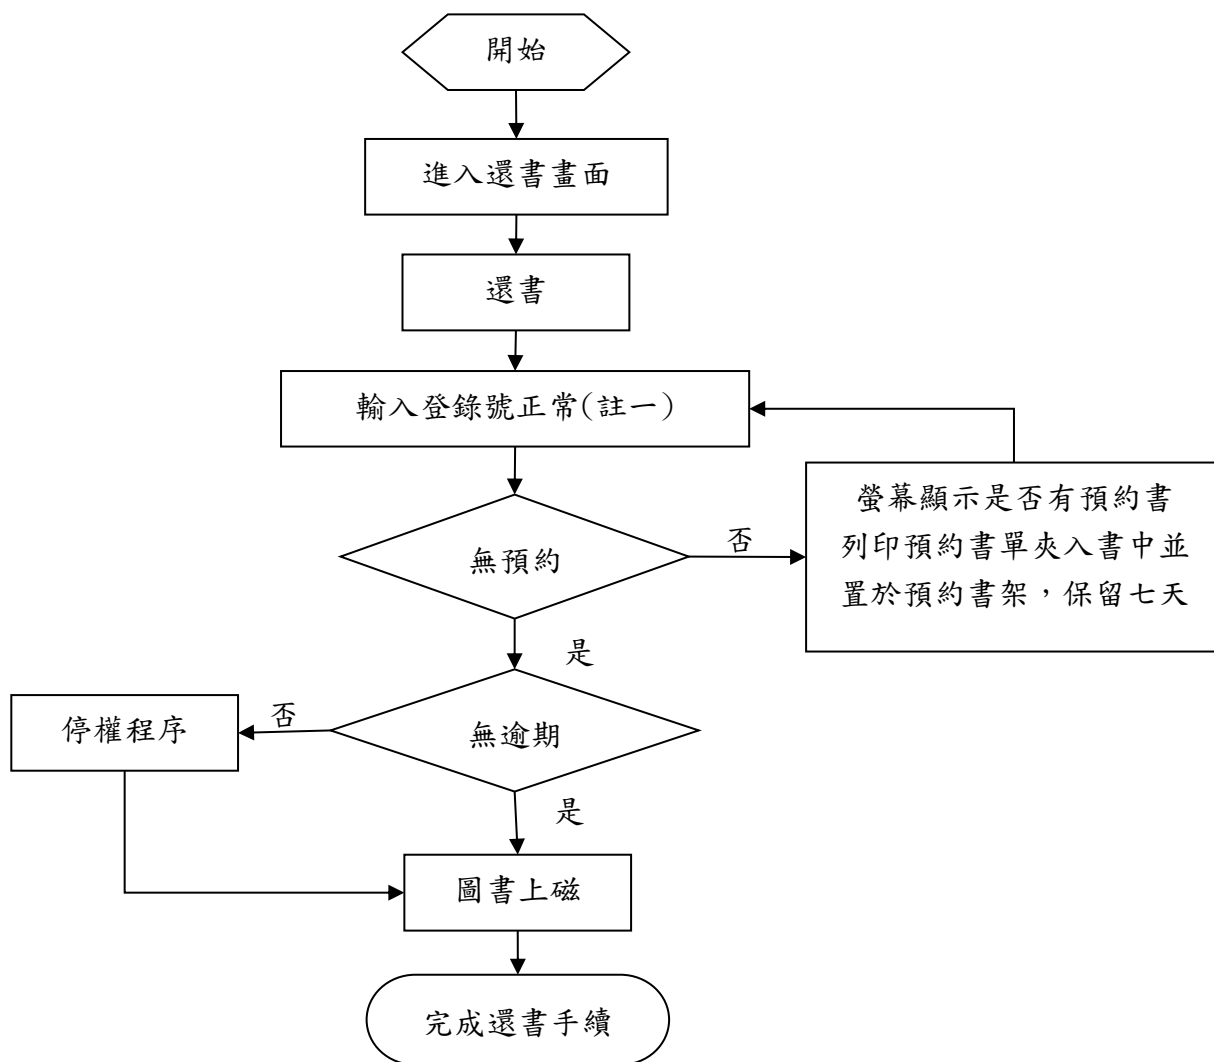 開始
進入還書畫面
還書
輸入登錄號正常(註一)
無預約
否
螢幕顯示是否有預約書
列印預約書單夾入書中並
置於預約書架，保留七天
是
停權程序
否
無逾期
是
圖書上磁
完成還書手續